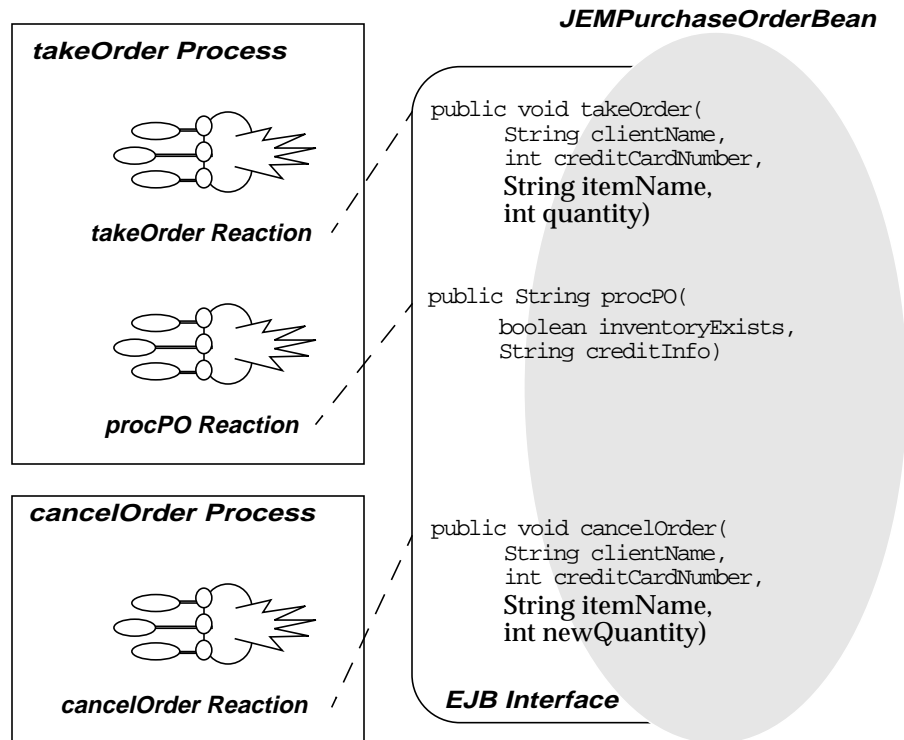 JEMPurchaseOrderBean
takeOrder Process
takeOrder Reaction
procPO Reaction
cancelOrder Process
cancelOrder Reaction
public void takeOrder(
String clientName,
int creditCardNumber,
String itemName,
int quantity)
public String procPO(
boolean inventoryExists,
String creditInfo)
public void cancelOrder(
String clientName,
int creditCardNumber,
String itemName,
int newQuantity)
EJB Interface